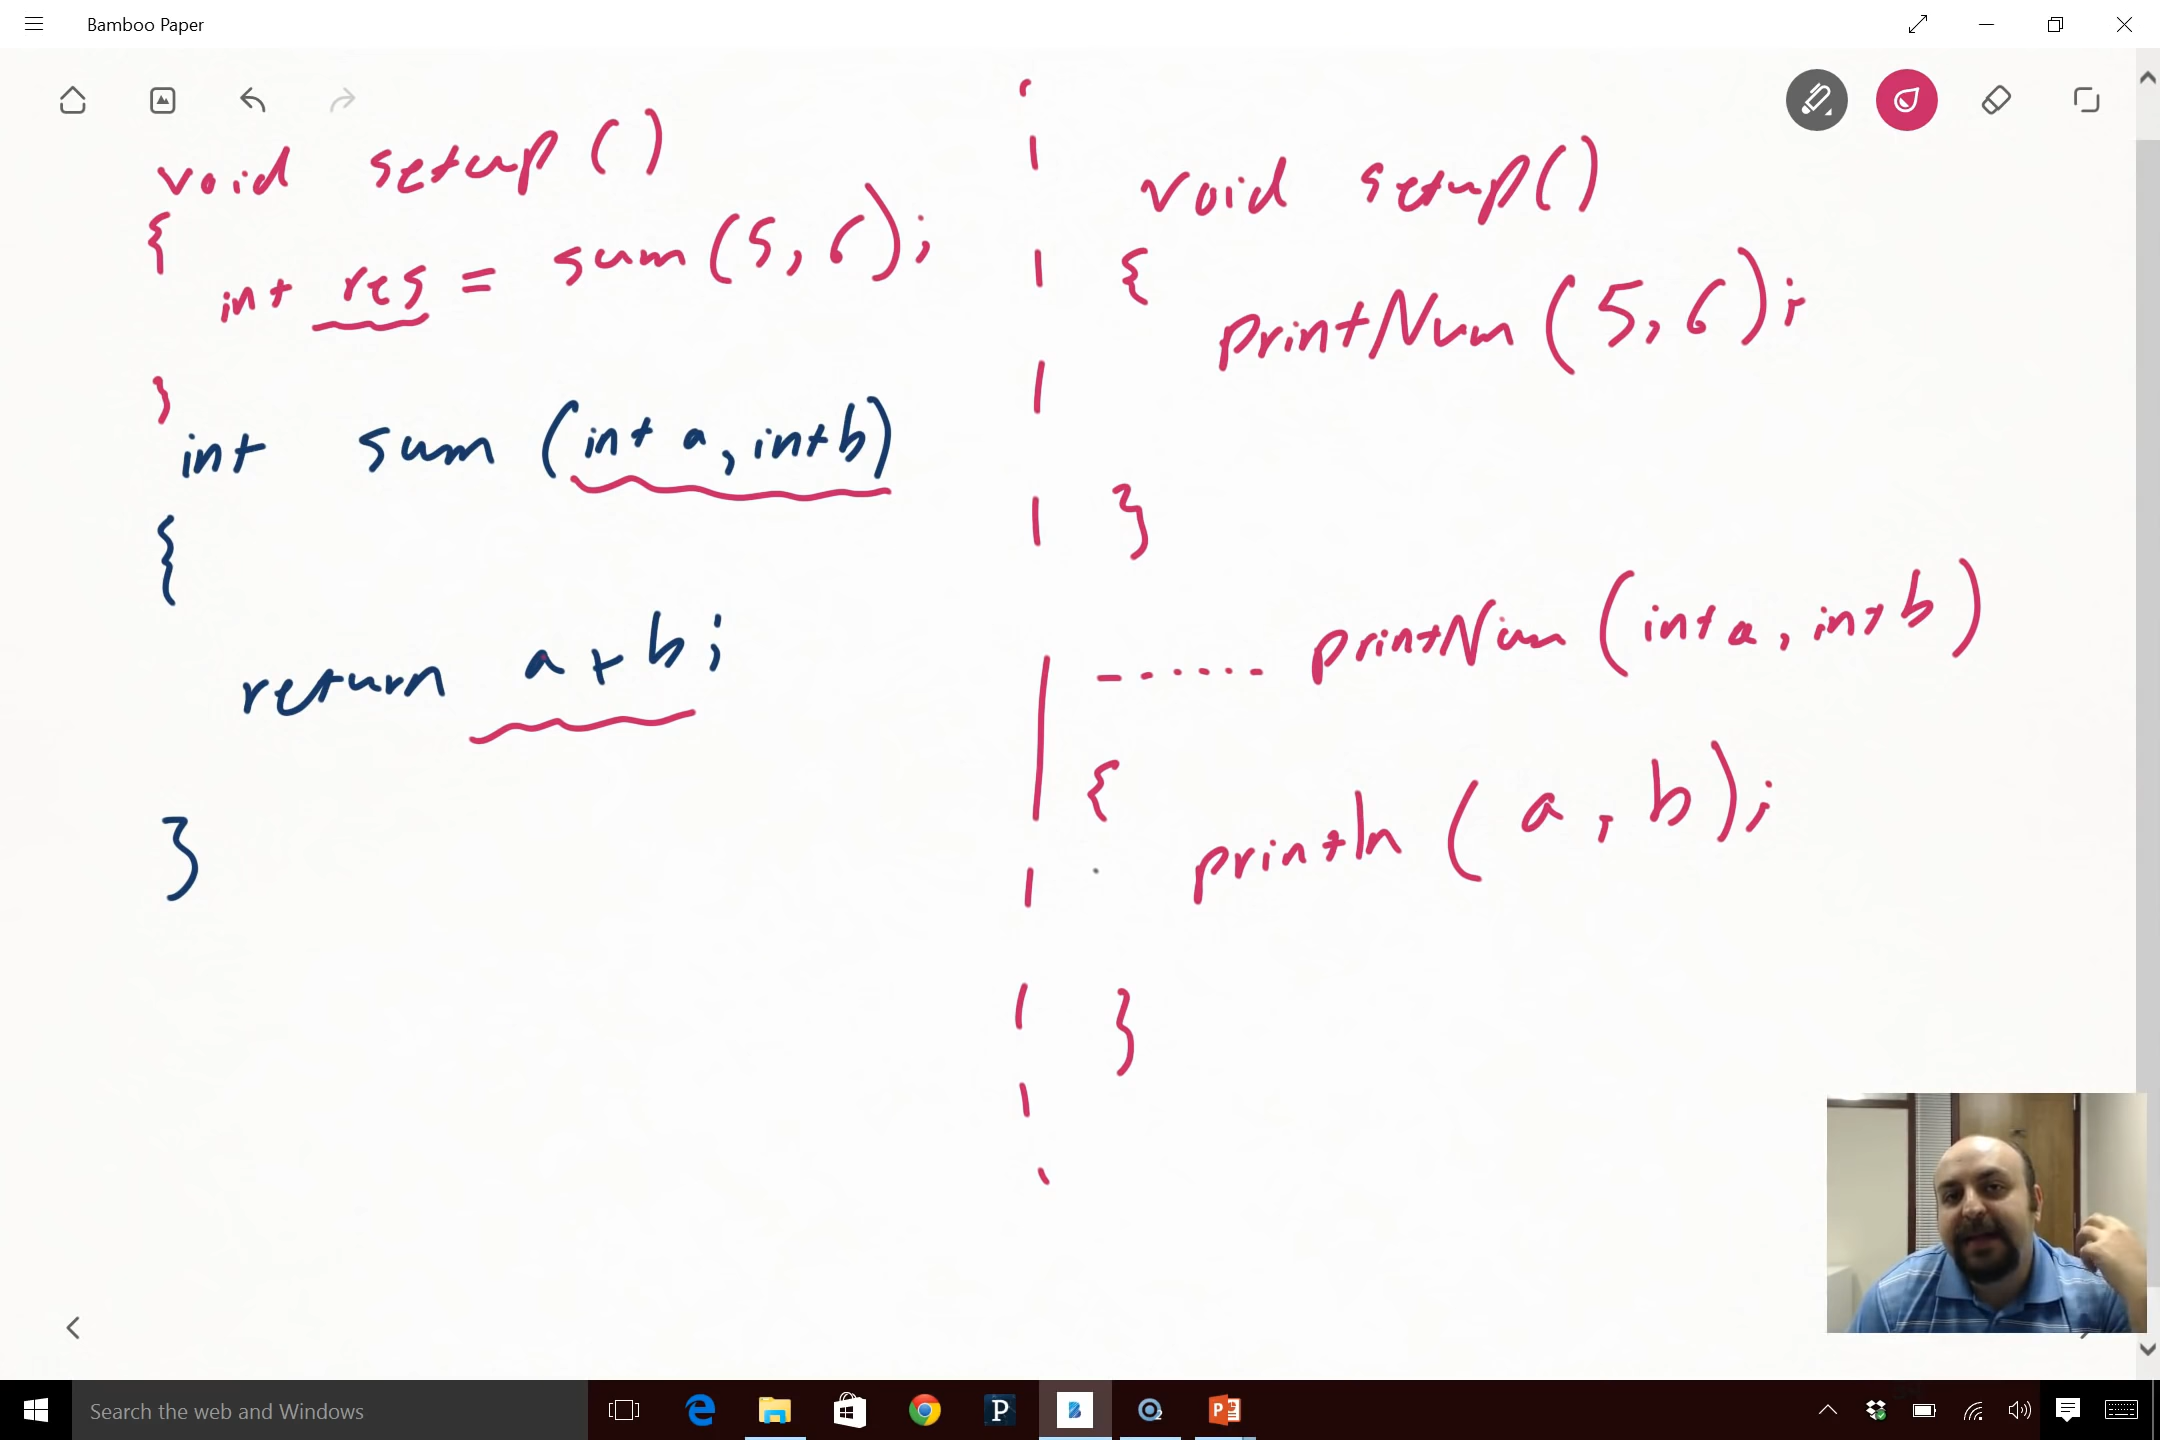 Bamboo Paper
void setup ()
{
int res = sum (5, 6);
}
int sum (int a, int b)
{
return a + b;
}
void setup()
{
printNum (5, 6);
}
- . . . . . printNum (int a, int b)
{
println ( a , b);
}
Search the web and Windows